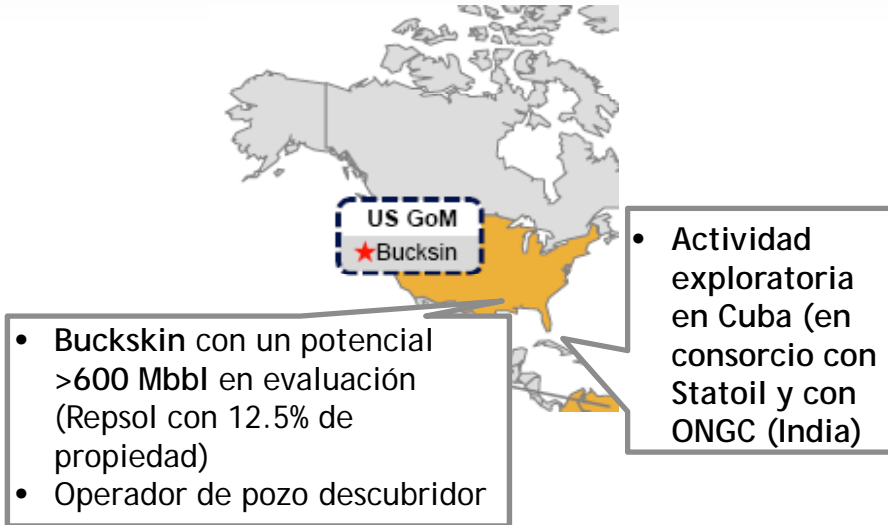 US GoM
★Bucksin
• Actividad
exploratoria
en Cuba (en
consorcio con
Statoil y con
ONGC (India)
• Buckskin con un potencial
>600 Mbbl en evaluación
(Repsol con 12.5% de
propiedad)
• Operador de pozo descubridor